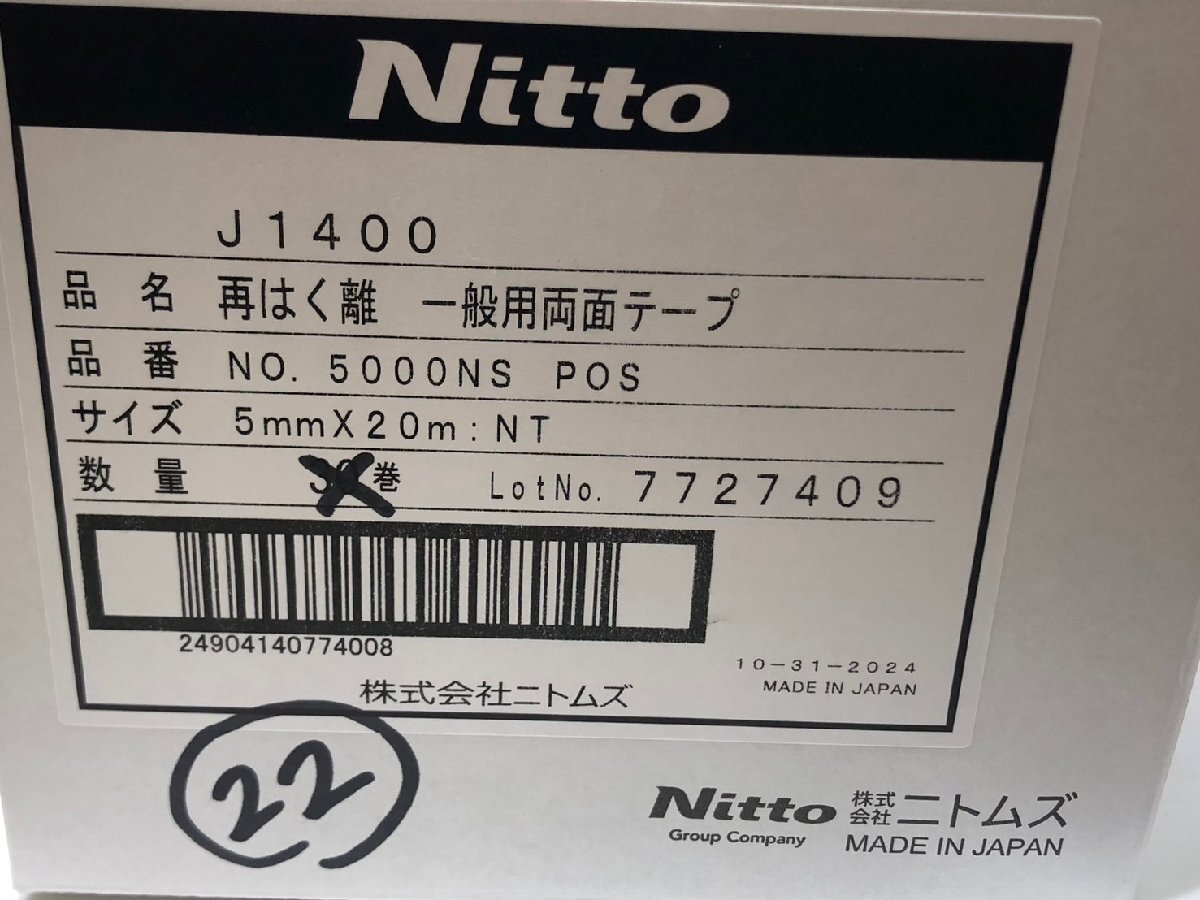 Nitto
J1400
品名 再はく離 一般用両面テープ
品番 NO. 5000NS POS
サイズ 5mmX20m:NT
数量 巻 LotNo. 7727409
24904140774008
10-31-2024
MADE IN JAPAN
株式会社ニトムズ
22
Nitto 株式会社ニトムズ
Group Company MADE IN JAPAN